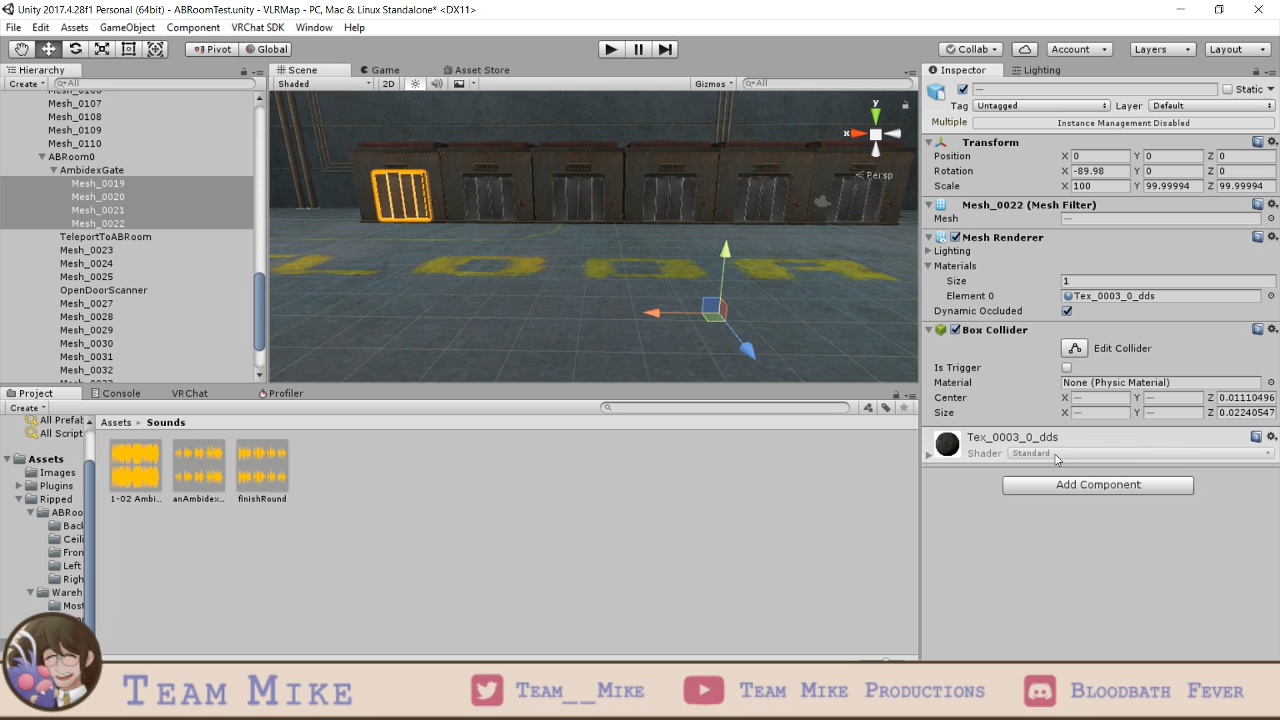 Unity 2017.4.28f1 Personal (64bit) - ABRoomTest.unity - VLRMap - PC, Mac & Linux Standalone* <DX11>
File Edit Assets GameObject Component VRChat SDK Window Help
Pivot Global Collab Account Layers Layout
Hierarchy Scene Game Asset Store Inspector Lighting
Create All Shaded 2D Gizmos All Static
Mesh_0106
Mesh_0107
Mesh_0108
Mesh_0109
Mesh_0110
ABRoom0
AmbidexGate
Mesh_0019
Mesh_0020
Mesh_0021
Mesh_0022
TeleportToABRoom
Mesh_0023
Mesh_0024
Mesh_0025
OpenDoorScanner
Mesh_0027
Mesh_0028
Mesh_0029
Mesh_0030
Mesh_0031
Mesh_0032
y
x
< Persp
Tag Untagged Layer Default
Multiple Instance Management Disabled
Transform
Position X 0 Y 0 Z 0
Rotation X -89.98 Y 0 Z 0
Scale X 100 Y 99.99994 Z 99.99994
Mesh_0022 (Mesh Filter)
Mesh —
Mesh Renderer
Lighting
Materials
Size 1
Element 0 Tex_0003_0_dds
Dynamic Occluded
Box Collider
Edit Collider
Is Trigger
Material None (Physic Material)
Center X — Y — Z 0.01110496
Size X — Y — Z 0.02240547
Tex_0003_0_dds
Shader Standard
Add Component
Project Console VRChat Profiler
Create
All Prefab
All Script
Assets
Images
Plugins
Ripped
ABRoo
Back
Ceili
Fron
Left
Righ
Wareh
Most
Assets Sounds
1-02 Ambi.. anAmbidex... finishRound
Team Mike Team__Mike Team Mike Productions Bloodbath Fever